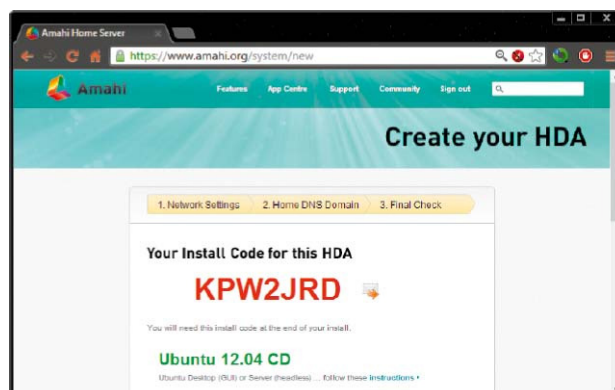 Amahi Home Server
https://www.amahi.org/system/new
Amahi
Features App Centre Support Community Sign out
Create your HDA
1. Network Settings 2. Home DNS Domain 3. Final Check
Your Install Code for this HDA
KPW2JRD
You will need this install code at the end of your install.
Ubuntu 12.04 CD
Ubuntu Desktop (GUI) or Server (headless) ... follow these instructions